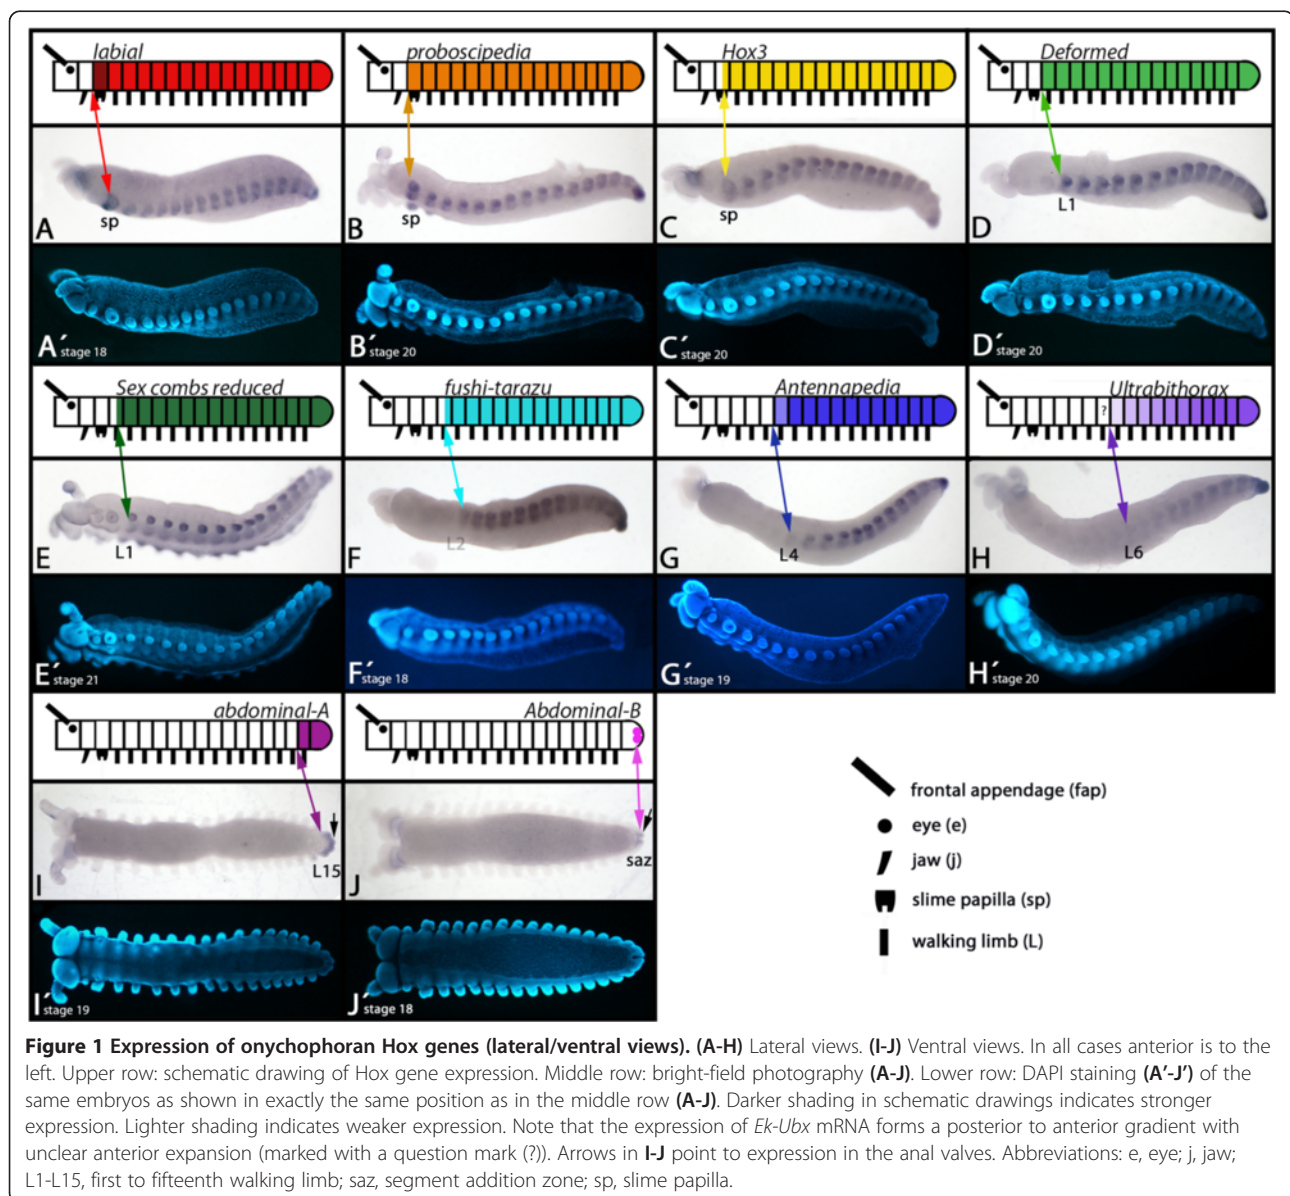 labial
proboscipedia
Hox3
Deformed
sp
A
sp
B
sp
C
L1
D
A´ stage 18
B´ stage 20
C´ stage 20
D´ stage 20
Sex combs reduced
fushi-tarazu
Antennapedia
Ultrabithorax
?
L1
E
L2
F
L4
G
L6
H
E´ stage 21
F´ stage 18
G´ stage 19
H´ stage 20
abdominal-A
Abdominal-B
L15
I
saz
J
I´ stage 19
J´ stage 18
frontal appendage (fap)
eye (e)
jaw (j)
slime papilla (sp)
walking limb (L)
Figure 1 Expression of onychophoran Hox genes (lateral/ventral views). (A-H) Lateral views. (I-J) Ventral views. In all cases anterior is to the
left. Upper row: schematic drawing of Hox gene expression. Middle row: bright-field photography (A-J). Lower row: DAPI staining (A’-J’) of the
same embryos as shown in exactly the same position as in the middle row (A-J). Darker shading in schematic drawings indicates stronger
expression. Lighter shading indicates weaker expression. Note that the expression of Ek-Ubx mRNA forms a posterior to anterior gradient with
unclear anterior expansion (marked with a question mark (?)). Arrows in I-J point to expression in the anal valves. Abbreviations: e, eye; j, jaw;
L1-L15, first to fifteenth walking limb; saz, segment addition zone; sp, slime papilla.